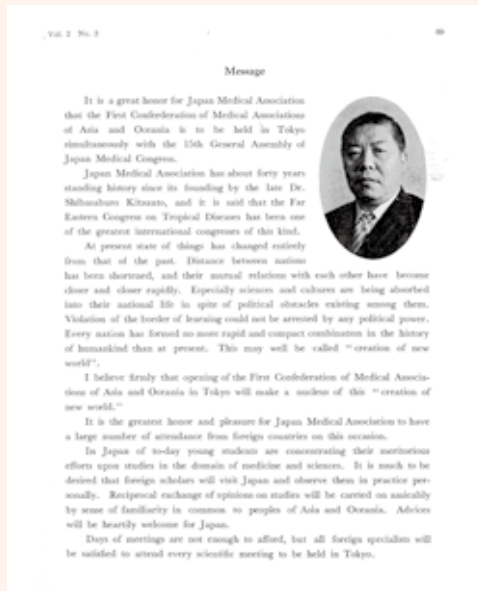 Vol. 2 No. 3
Message
It is a great honor for Japan Medical Association
that the First Confederation of Medical Associations
of Asia and Oceania is to be held in Tokyo
simultaneously with the 15th General Assembly of
Japan Medical Congress.
Japan Medical Association has about forty years
standing history since its founding by the late Dr.
Shibasaburo Kitasato, and it is said that the Far
Eastern Congress on Tropical Diseases has been one
of the greatest international congresses of this kind.
At present state of things has changed entirely
from that of the past. Distance between nations
has been shortened, and their mutual relations with each other have become
closer and closer rapidly. Especially sciences and cultures are being absorbed
into their national life in spite of political obstacles existing among them.
Violation of the border of learning could not be arrested by any political power.
Every nation has formed no more rapid and compact combination in the history
of humankind than at present. This may well be called "creation of new
world".
I believe firmly that opening of the First Confederation of Medical Associa-
tions of Asia and Oceania in Tokyo will make a nucleus of this "creation of
new world."
It is the greatest honor and pleasure for Japan Medical Association to have
a large number of attendance from foreign countries on this occasion.
In Japan of to-day young students are concentrating their meritorious
efforts upon studies in the domain of medicine and sciences. It is much to be
desired that foreign scholars will visit Japan and observe them in practice per-
sonally. Reciprocal exchange of opinions on studies will be carried on amicably
by sense of familiarity in common to peoples of Asia and Oceania. Advices
will be heartily welcome for Japan.
Days of meetings are not enough to afford, but all foreign specialists will
be satisfied to attend every scientific meeting to be held in Tokyo.